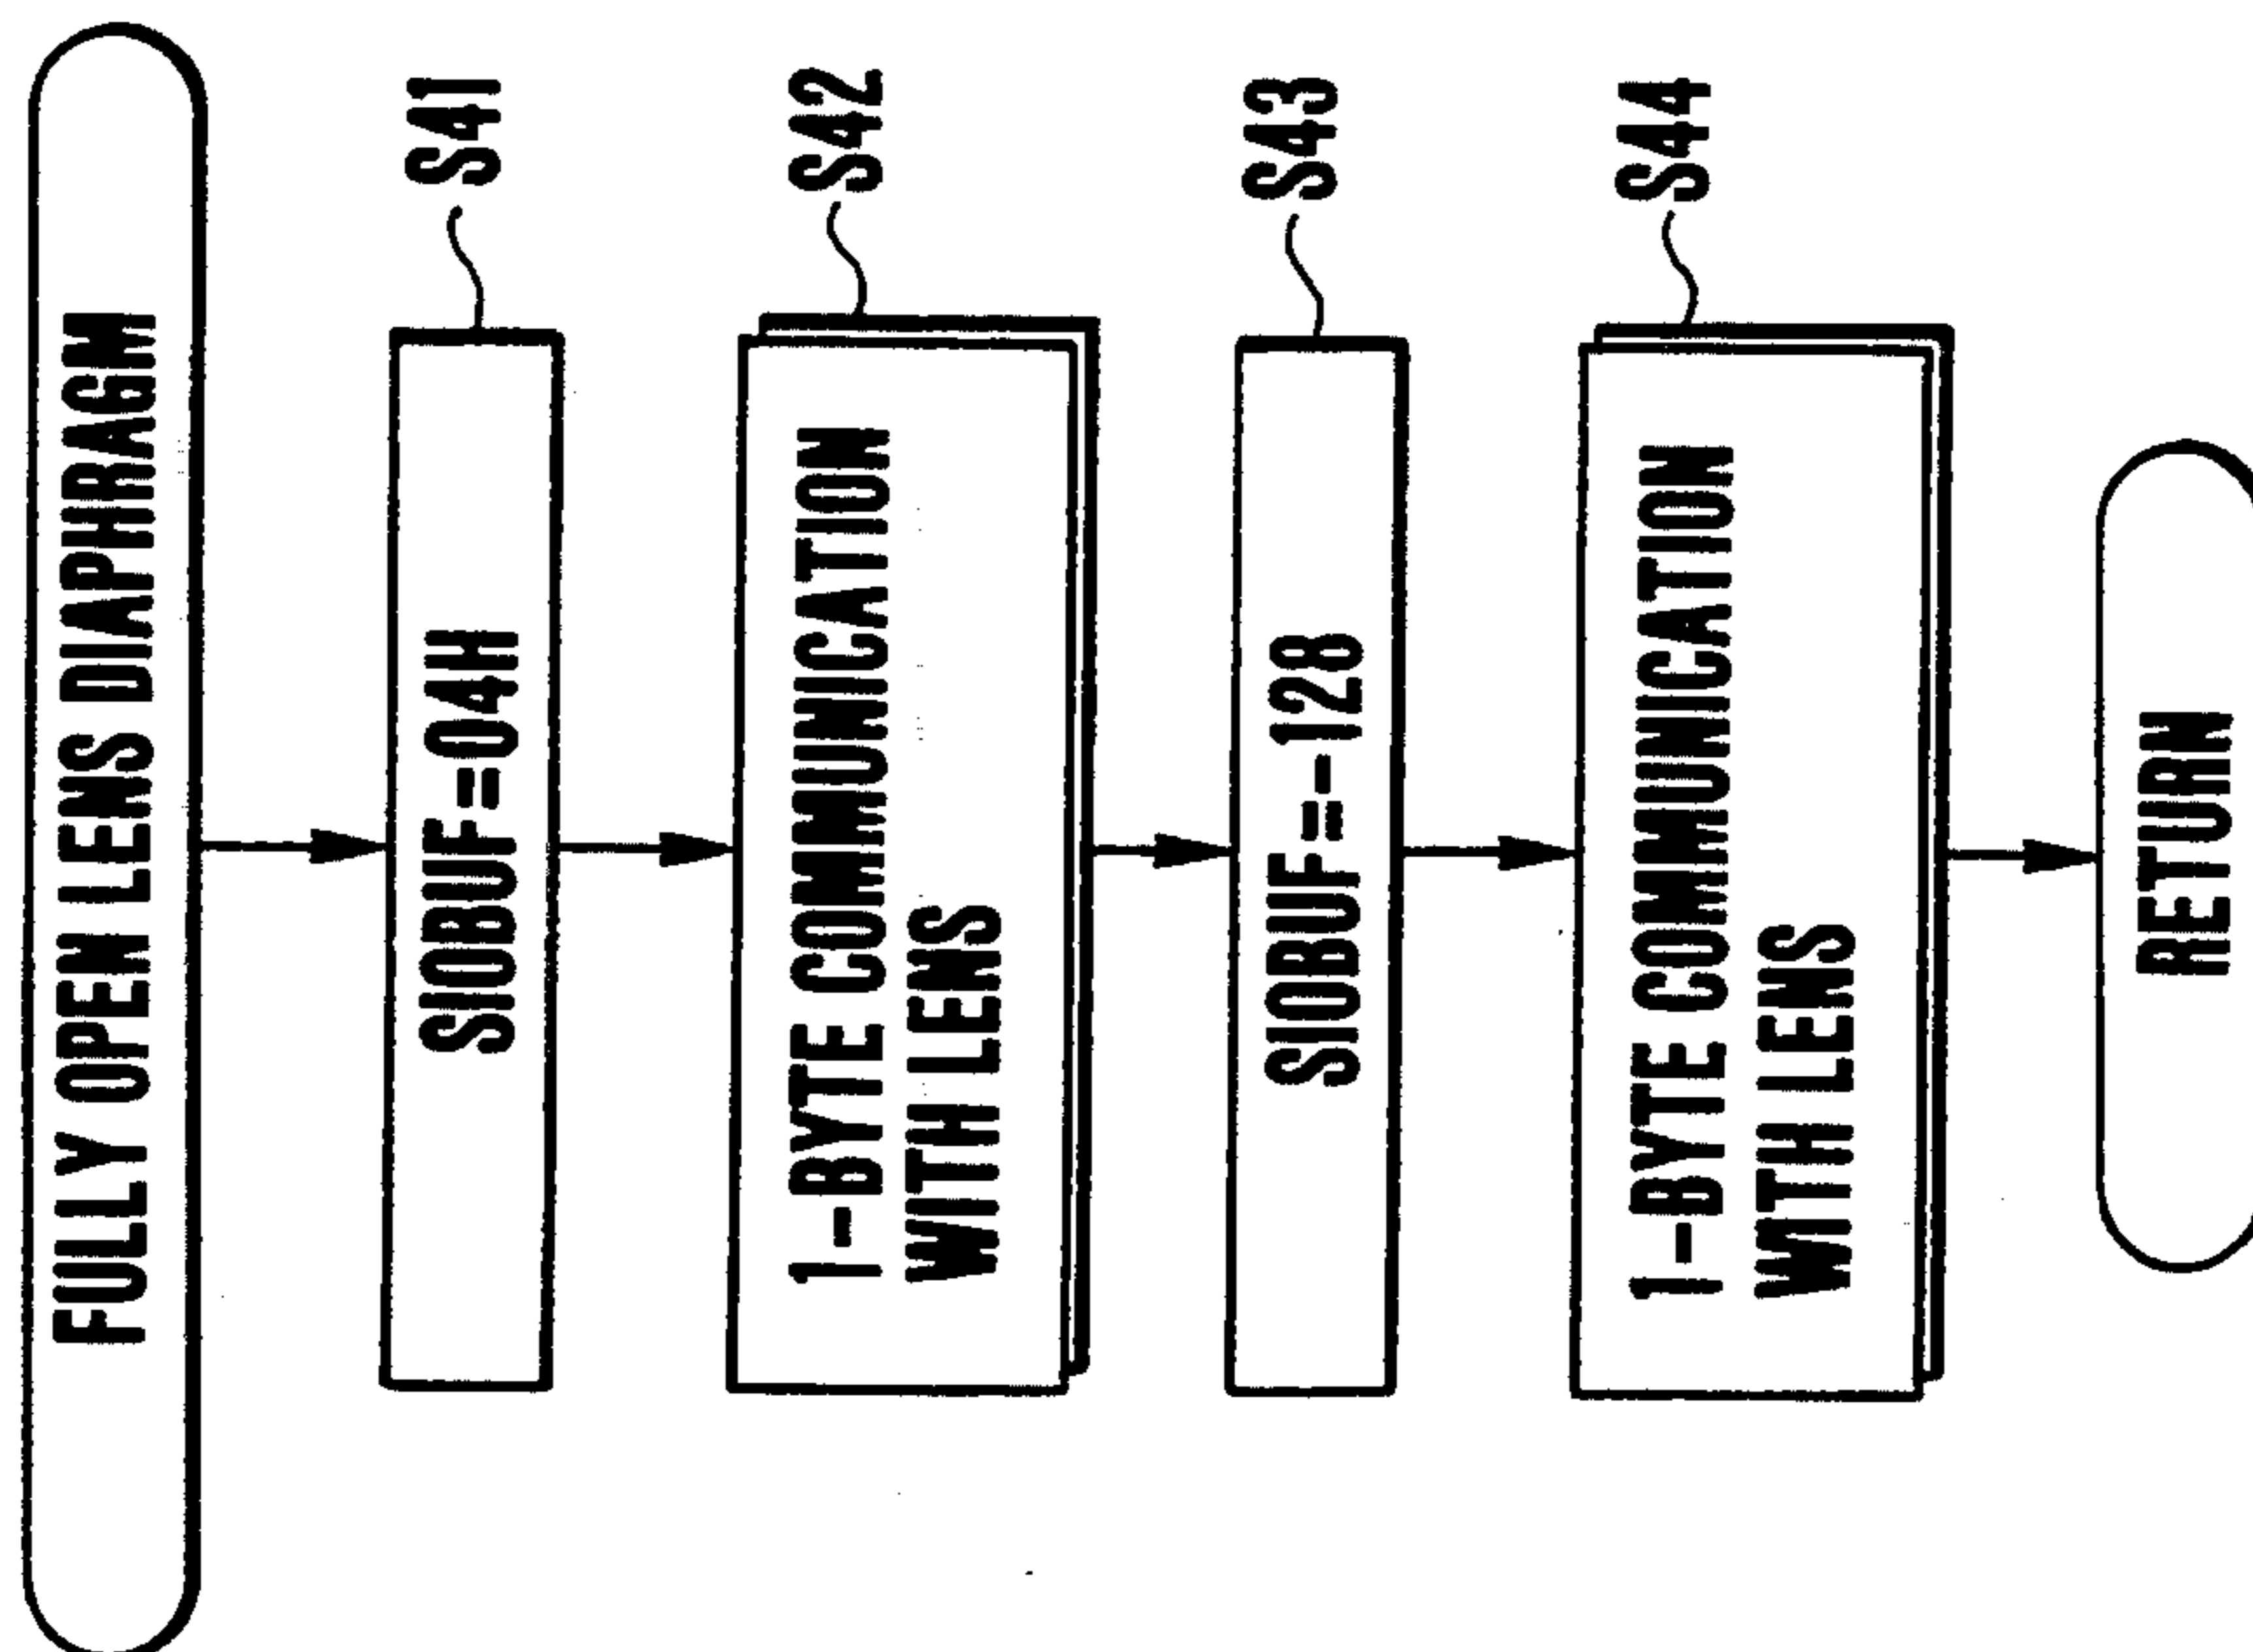 FULLY OPEN LENS DIAPHRAGM
SIOBUF=04H
S41
1-BYTE COMMUNICATION
WITH LENS
S42
SIOBUF=-128
S43
1-BYTE COMMUNICATION
WITH LENS
S44
RETURN